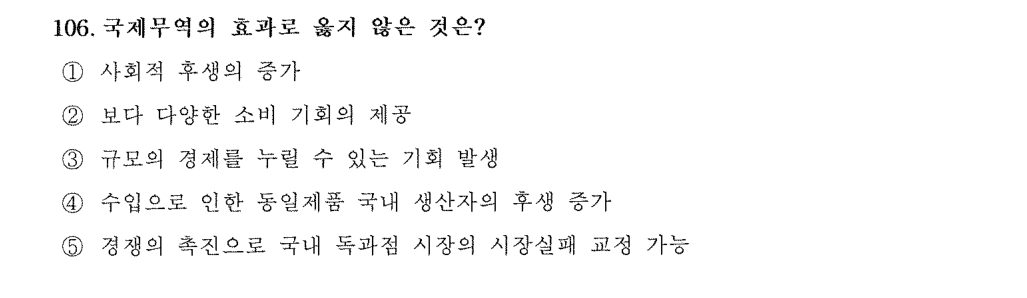 106. 국제무역의 효과로 옳지 않은 것은?
① 사회적 후생의 증가
② 보다 다양한 소비 기회의 제공
③ 규모의 경제를 누릴 수 있는 기회 발생
④ 수입으로 인한 동일제품 국내 생산자의 후생 증가
⑤ 경쟁의 촉진으로 국내 독과점 시장의 시장실패 교정 가능